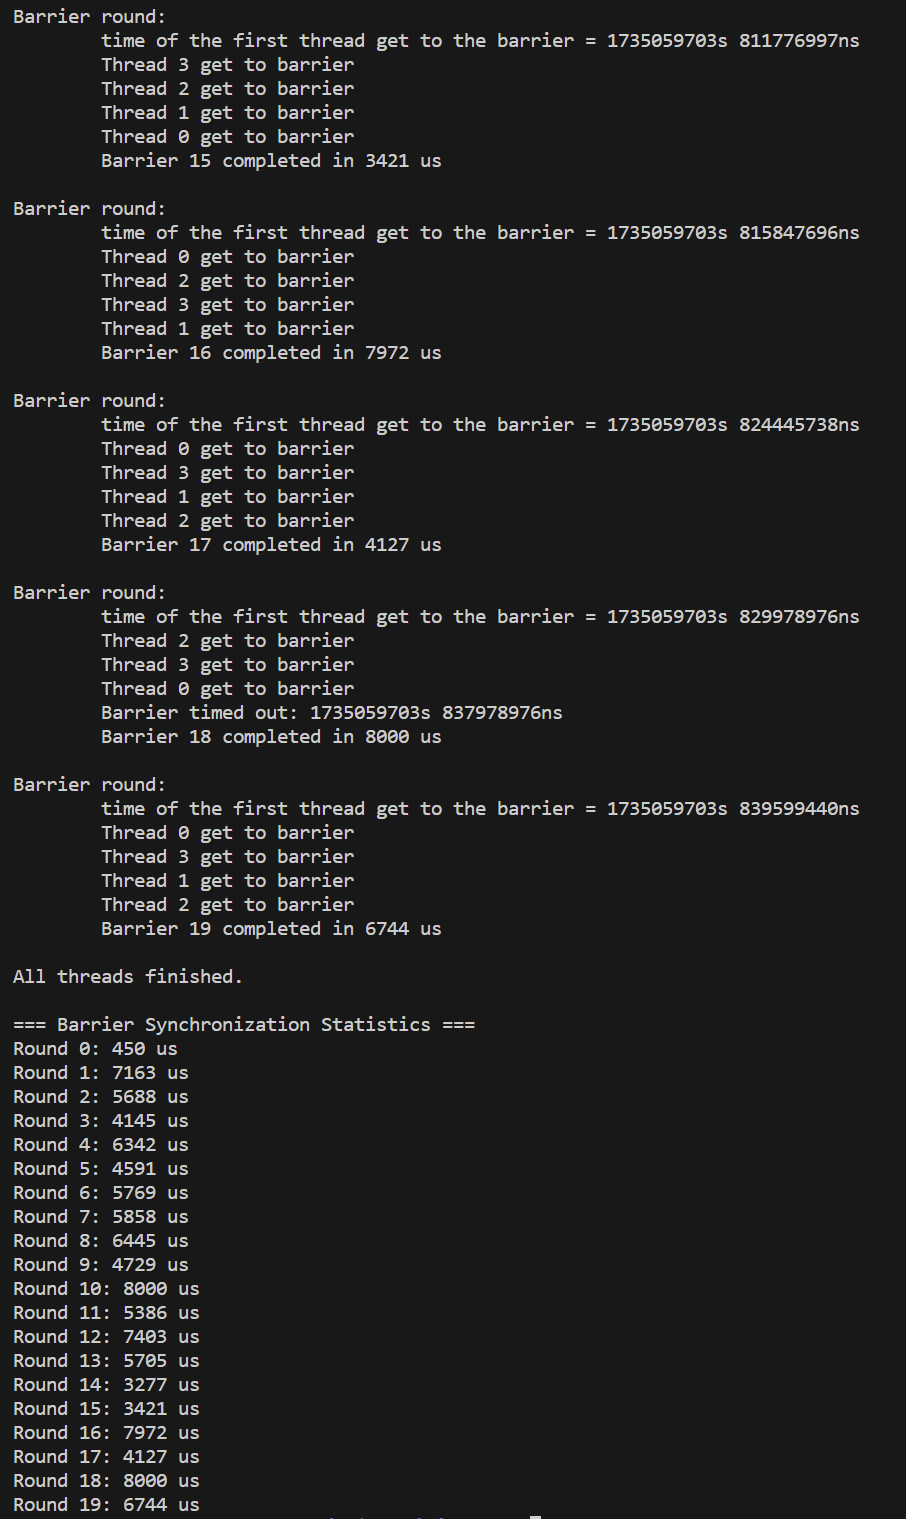 Barrier round:
time of the first thread get to the barrier = 1735059703s 811776997ns
Thread 3 get to barrier
Thread 2 get to barrier
Thread 1 get to barrier
Thread 0 get to barrier
Barrier 15 completed in 3421 us
Barrier round:
time of the first thread get to the barrier = 1735059703s 815847696ns
Thread 0 get to barrier
Thread 2 get to barrier
Thread 3 get to barrier
Thread 1 get to barrier
Barrier 16 completed in 7972 us
Barrier round:
time of the first thread get to the barrier = 1735059703s 824445738ns
Thread 0 get to barrier
Thread 3 get to barrier
Thread 1 get to barrier
Thread 2 get to barrier
Barrier 17 completed in 4127 us
Barrier round:
time of the first thread get to the barrier = 1735059703s 829978976ns
Thread 2 get to barrier
Thread 3 get to barrier
Thread 0 get to barrier
Barrier timed out: 1735059703s 837978976ns
Barrier 18 completed in 8000 us
Barrier round:
time of the first thread get to the barrier = 1735059703s 839599440ns
Thread 0 get to barrier
Thread 3 get to barrier
Thread 1 get to barrier
Thread 2 get to barrier
Barrier 19 completed in 6744 us
All threads finished.
=== Barrier Synchronization Statistics ===
Round 0: 450 us
Round 1: 7163 us
Round 2: 5688 us
Round 3: 4145 us
Round 4: 6342 us
Round 5: 4591 us
Round 6: 5769 us
Round 7: 5858 us
Round 8: 6445 us
Round 9: 4729 us
Round 10: 8000 us
Round 11: 5386 us
Round 12: 7403 us
Round 13: 5705 us
Round 14: 3277 us
Round 15: 3421 us
Round 16: 7972 us
Round 17: 4127 us
Round 18: 8000 us
Round 19: 6744 us